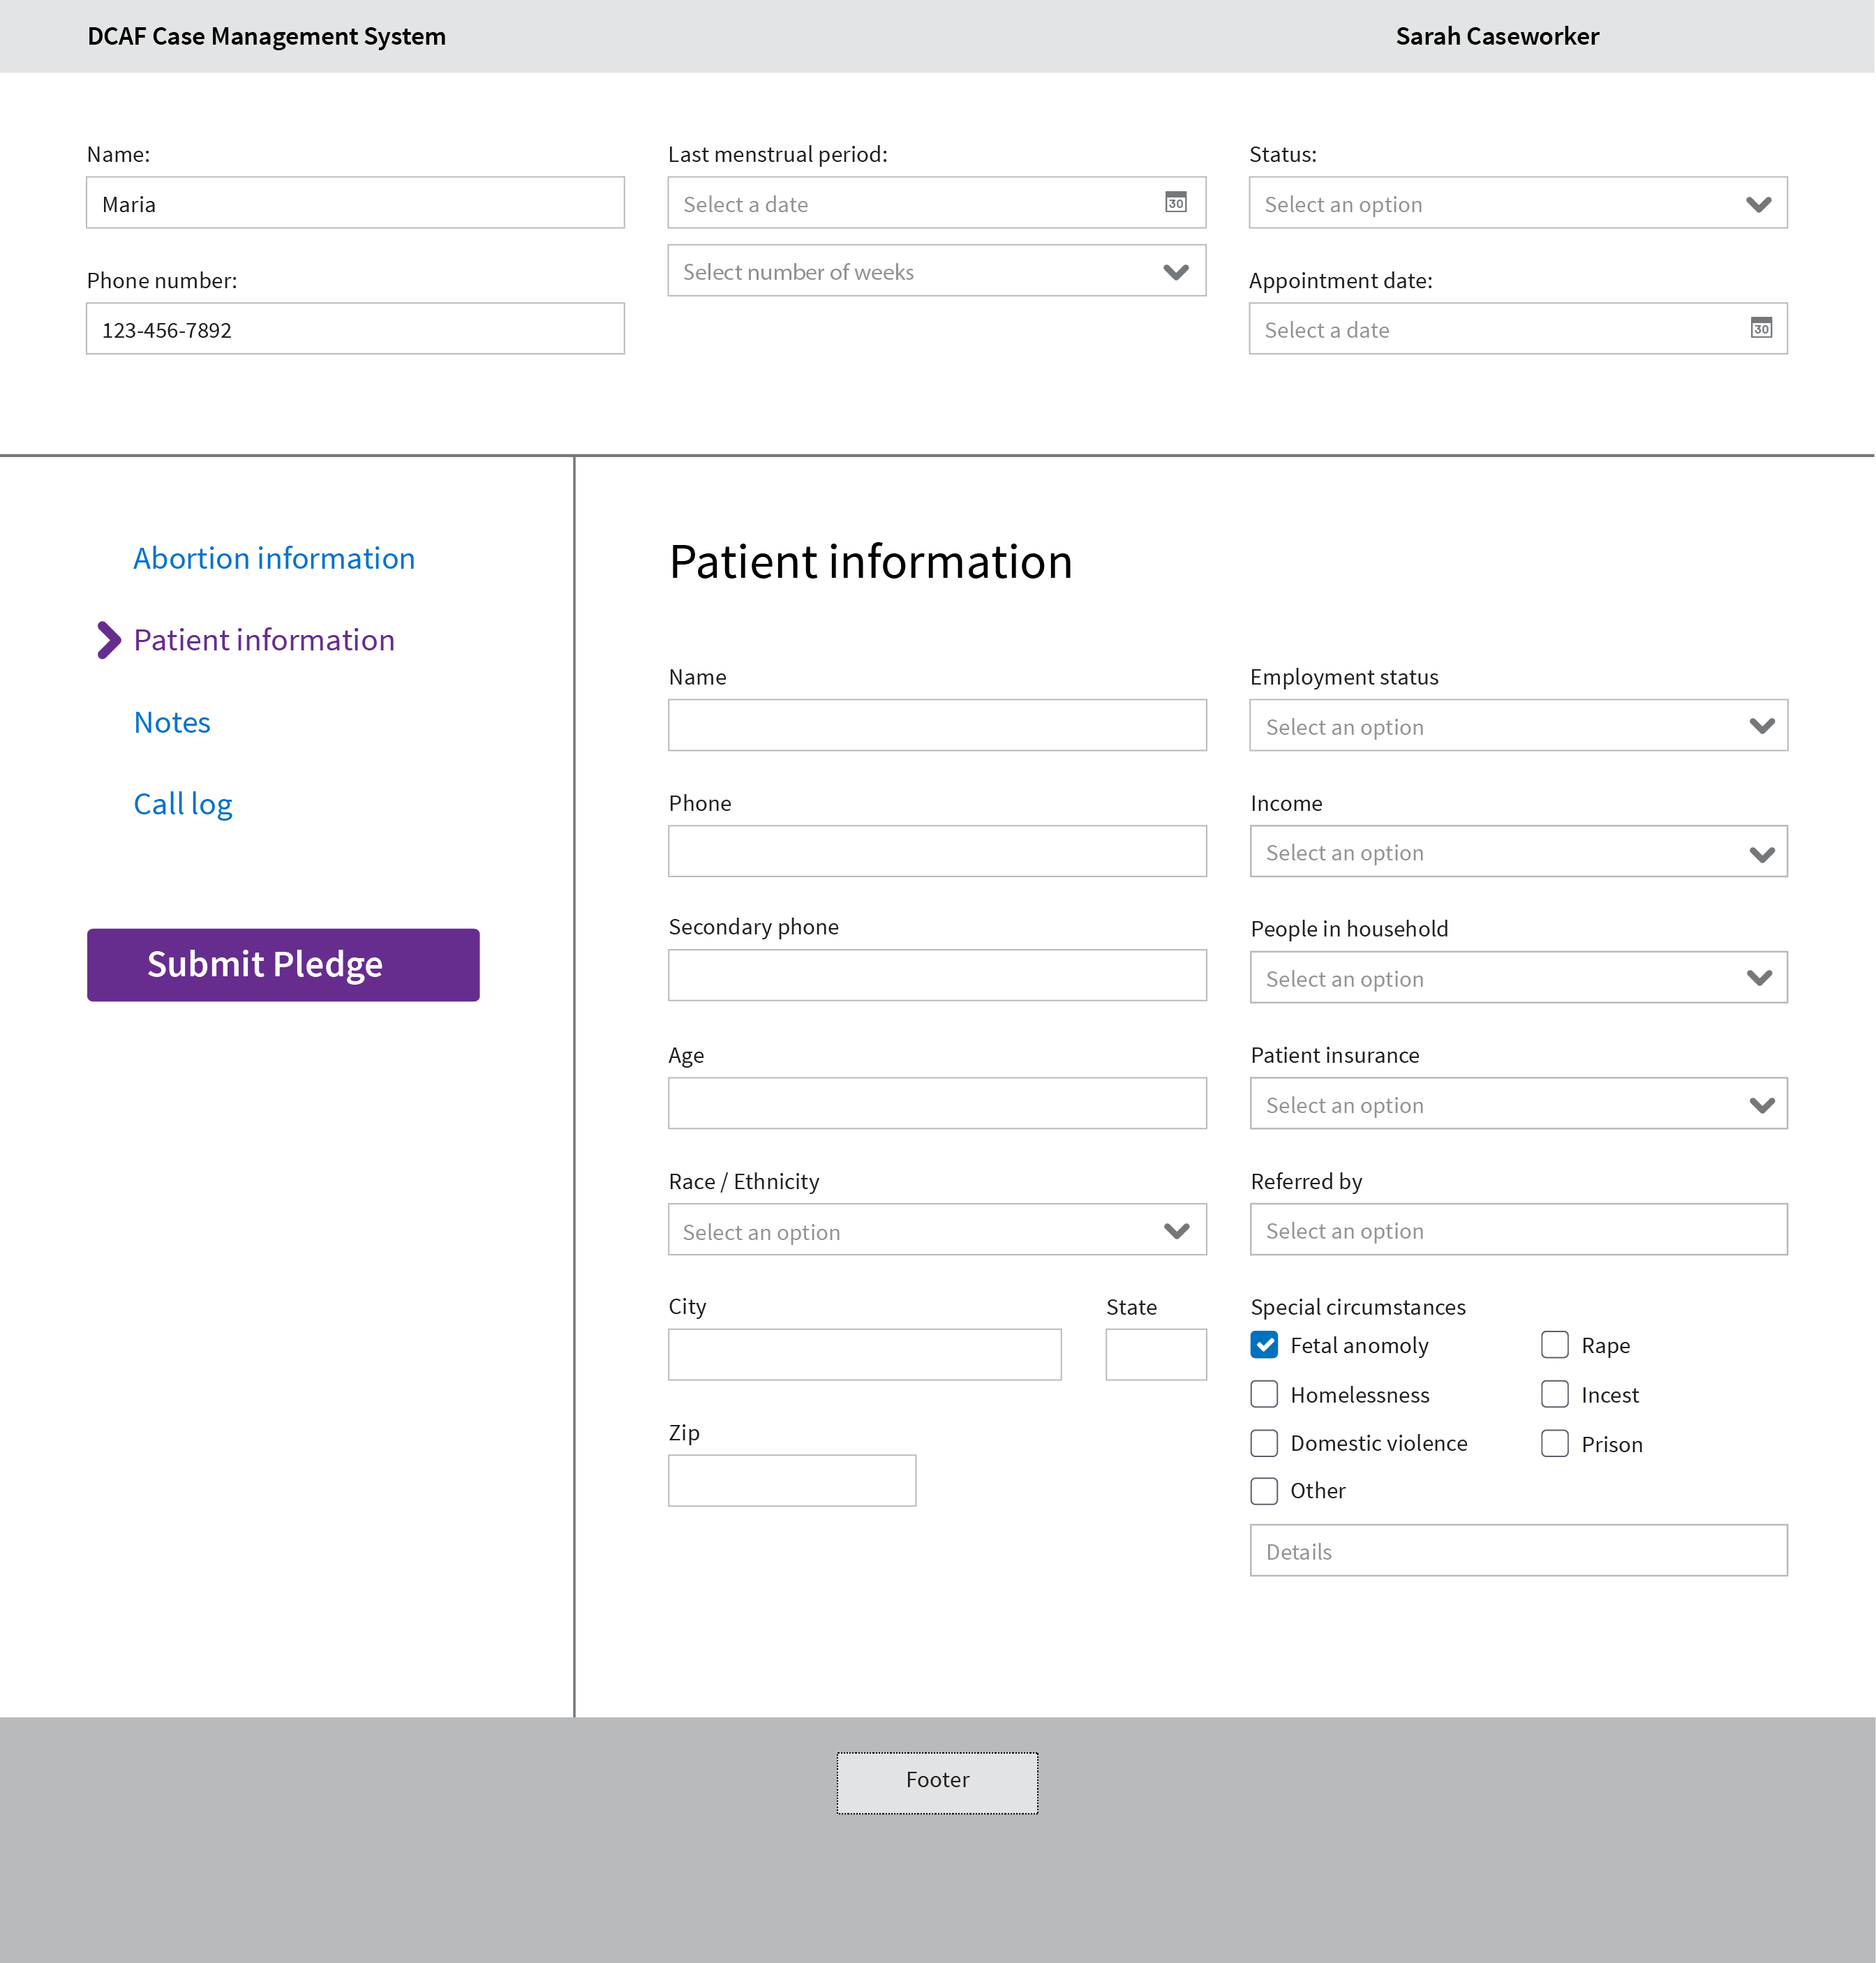 DCAF Case Management System
Sarah Caseworker
Name:
Maria
Phone number:
123-456-7892
Last menstrual period:
Select a date
30
Select number of weeks
Status:
Select an option
Appointment date:
Select a date
30
Abortion information
Patient information
Notes
Call log
Submit Pledge
Patient information
Name
Phone
Secondary phone
Age
Race / Ethnicity
Select an option
City
State
Zip
Employment status
Select an option
Income
Select an option
People in household
Select an option
Patient insurance
Select an option
Referred by
Select an option
Special circumstances
Fetal anomoly
Rape
Homelessness
Incest
Domestic violence
Prison
Other
Details
Footer